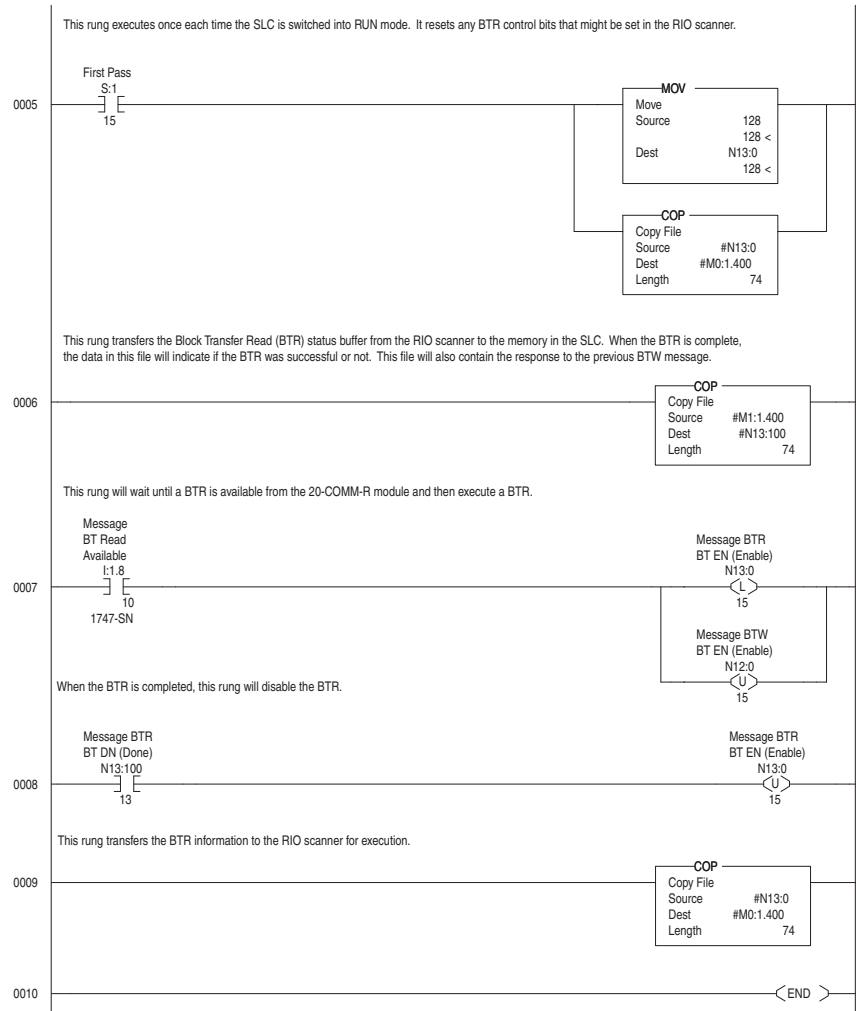 This rung executes once each time the SLC is switched into RUN mode. It resets any BTR control bits that might be set in the RIO scanner.
First Pass
S:1
0005
15
MOV
Move
Source 128
128 <
Dest N13:0
128 <
COP
Copy File
Source #N13:0
Dest #M0:1.400
Length 74
This rung transfers the Block Transfer Read (BTR) status buffer from the RIO scanner to the memory in the SLC. When the BTR is complete,
the data in this file will indicate if the BTR was successful or not. This file will also contain the response to the previous BTW message.
0006
COP
Copy File
Source #M1:1.400
Dest #N13:100
Length 74
This rung will wait until a BTR is available from the 20-COMM-R module and then execute a BTR.
Message
BT Read
Available
I:1.8
0007
10
1747-SN
Message BTR
BT EN (Enable)
N13:0
L
15
Message BTW
BT EN (Enable)
N12:0
U
15
When the BTR is completed, this rung will disable the BTR.
Message BTR
BT DN (Done)
N13:100
0008
13
Message BTR
BT EN (Enable)
N13:0
U
15
This rung transfers the BTR information to the RIO scanner for execution.
0009
COP
Copy File
Source #N13:0
Dest #M0:1.400
Length 74
0010
END